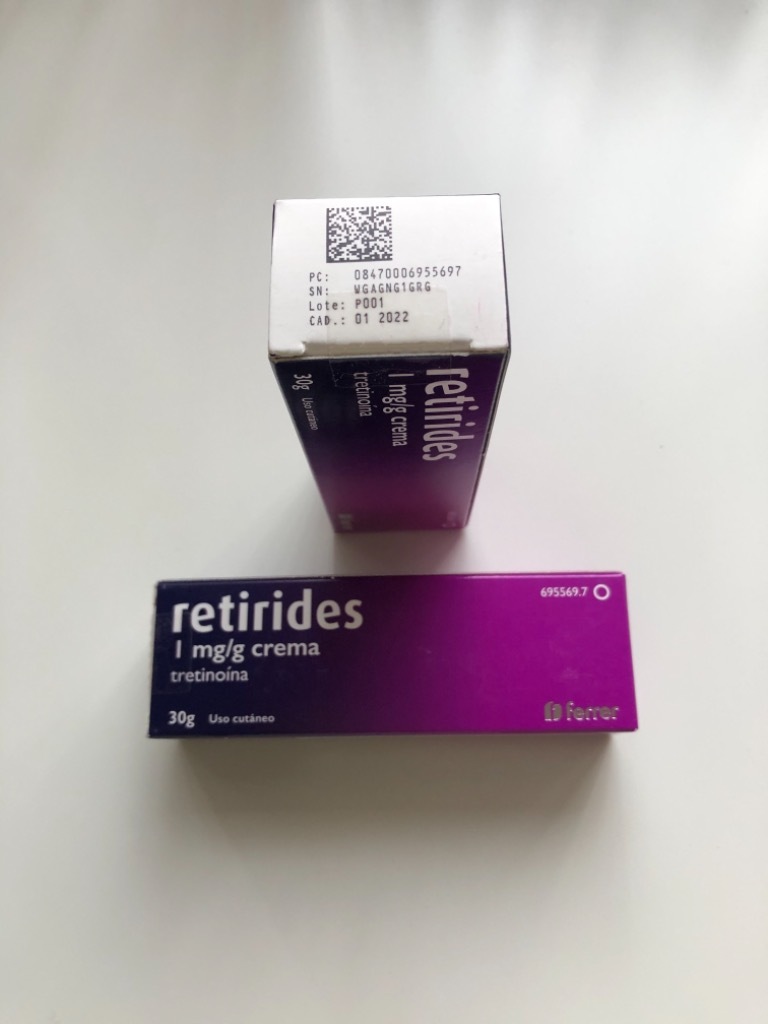 PC: 08470006955697
SN: WGAGNG1GRG
Lote: P001
CAD.: 01 2022
retirides
1 mg/g crema
tretinoína
30g Uso cutáneo
retirides
1 mg/g crema
tretinoína
30g Uso cutáneo
695569.7
ferrer